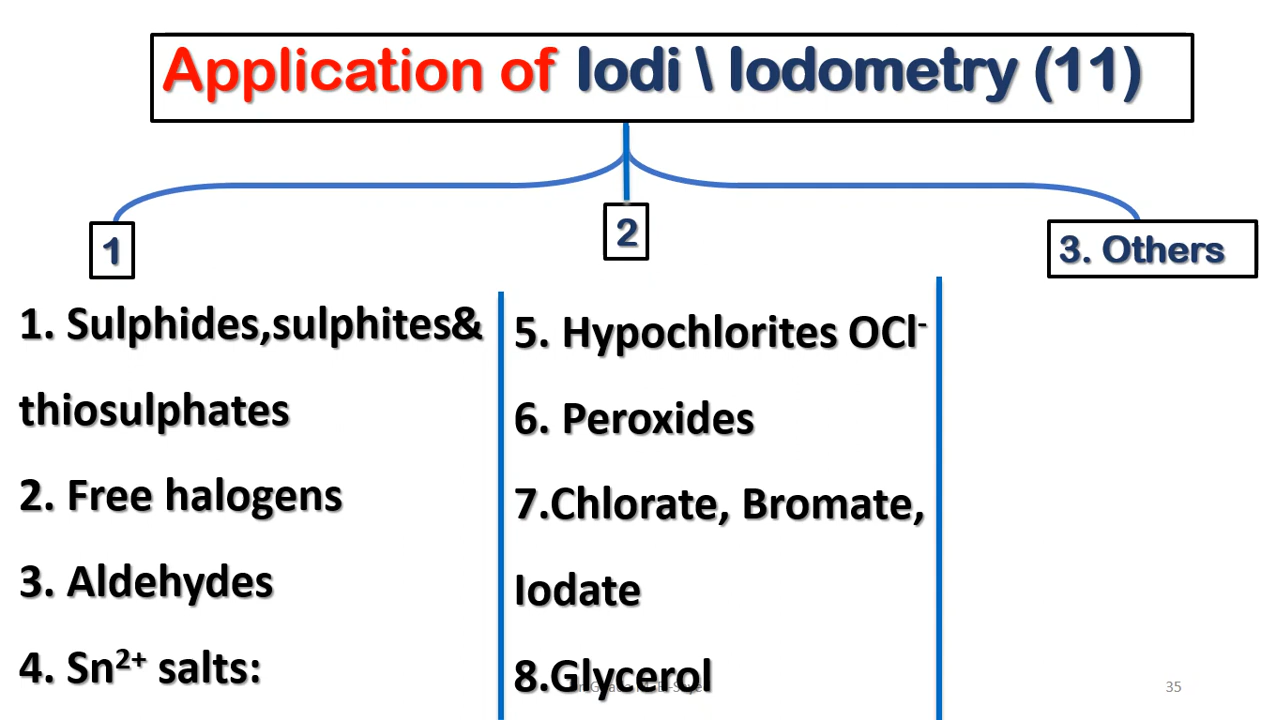 Application of Iodi \ Iodometry (11)
1
2
3. Others
1. Sulphides,sulphites&
thiosulphates
2. Free halogens
3. Aldehydes
4. Sn²⁺ salts:
5. Hypochlorites OCl⁻
6. Peroxides
7.Chlorate, Bromate,
Iodate
8.Glycerol
35